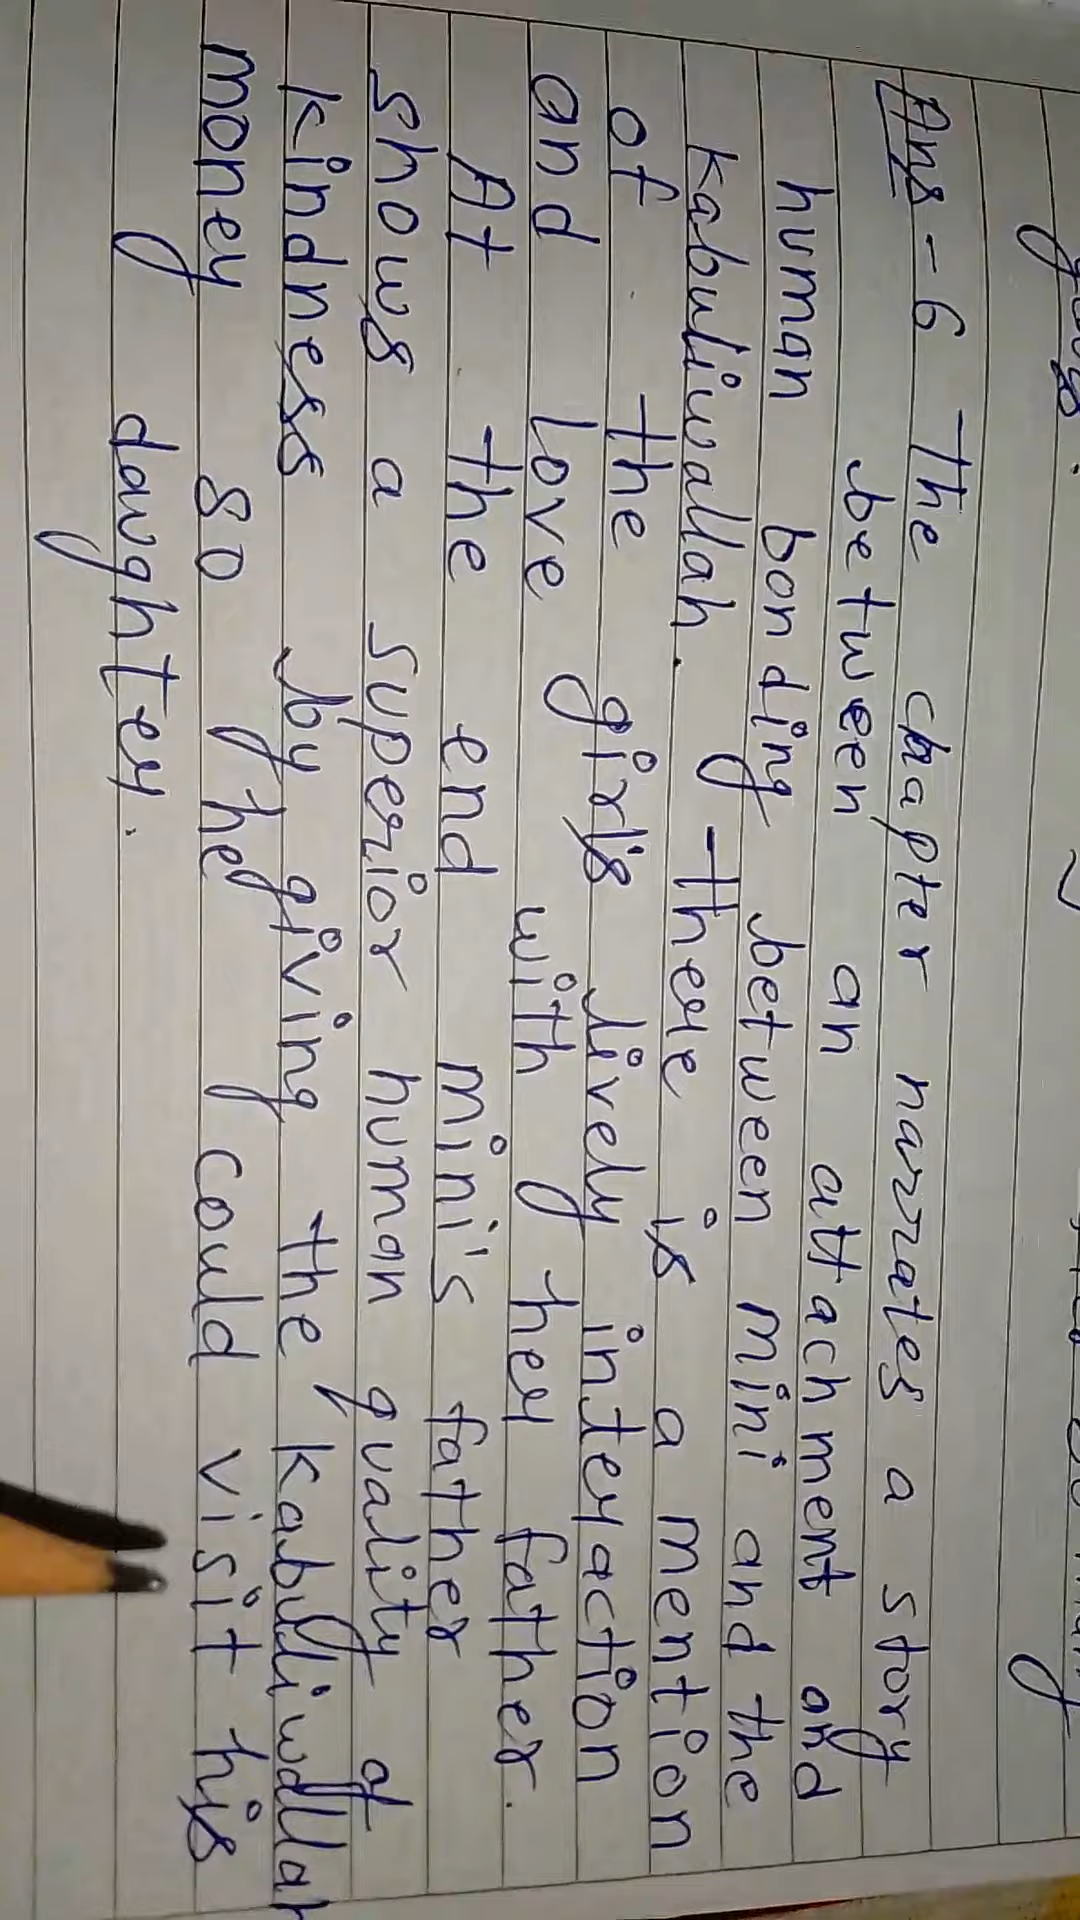 Ans-6 The chapter narrates a story
between an attachment and
human bonding between mini and the
kabuliwallah. There is a mention
of the girl's lively interaction
and love with her father.
At the end mini's father
shows a superior human quality of
kindness by giving the kabuliwallah
money so he could visit his
daughter.